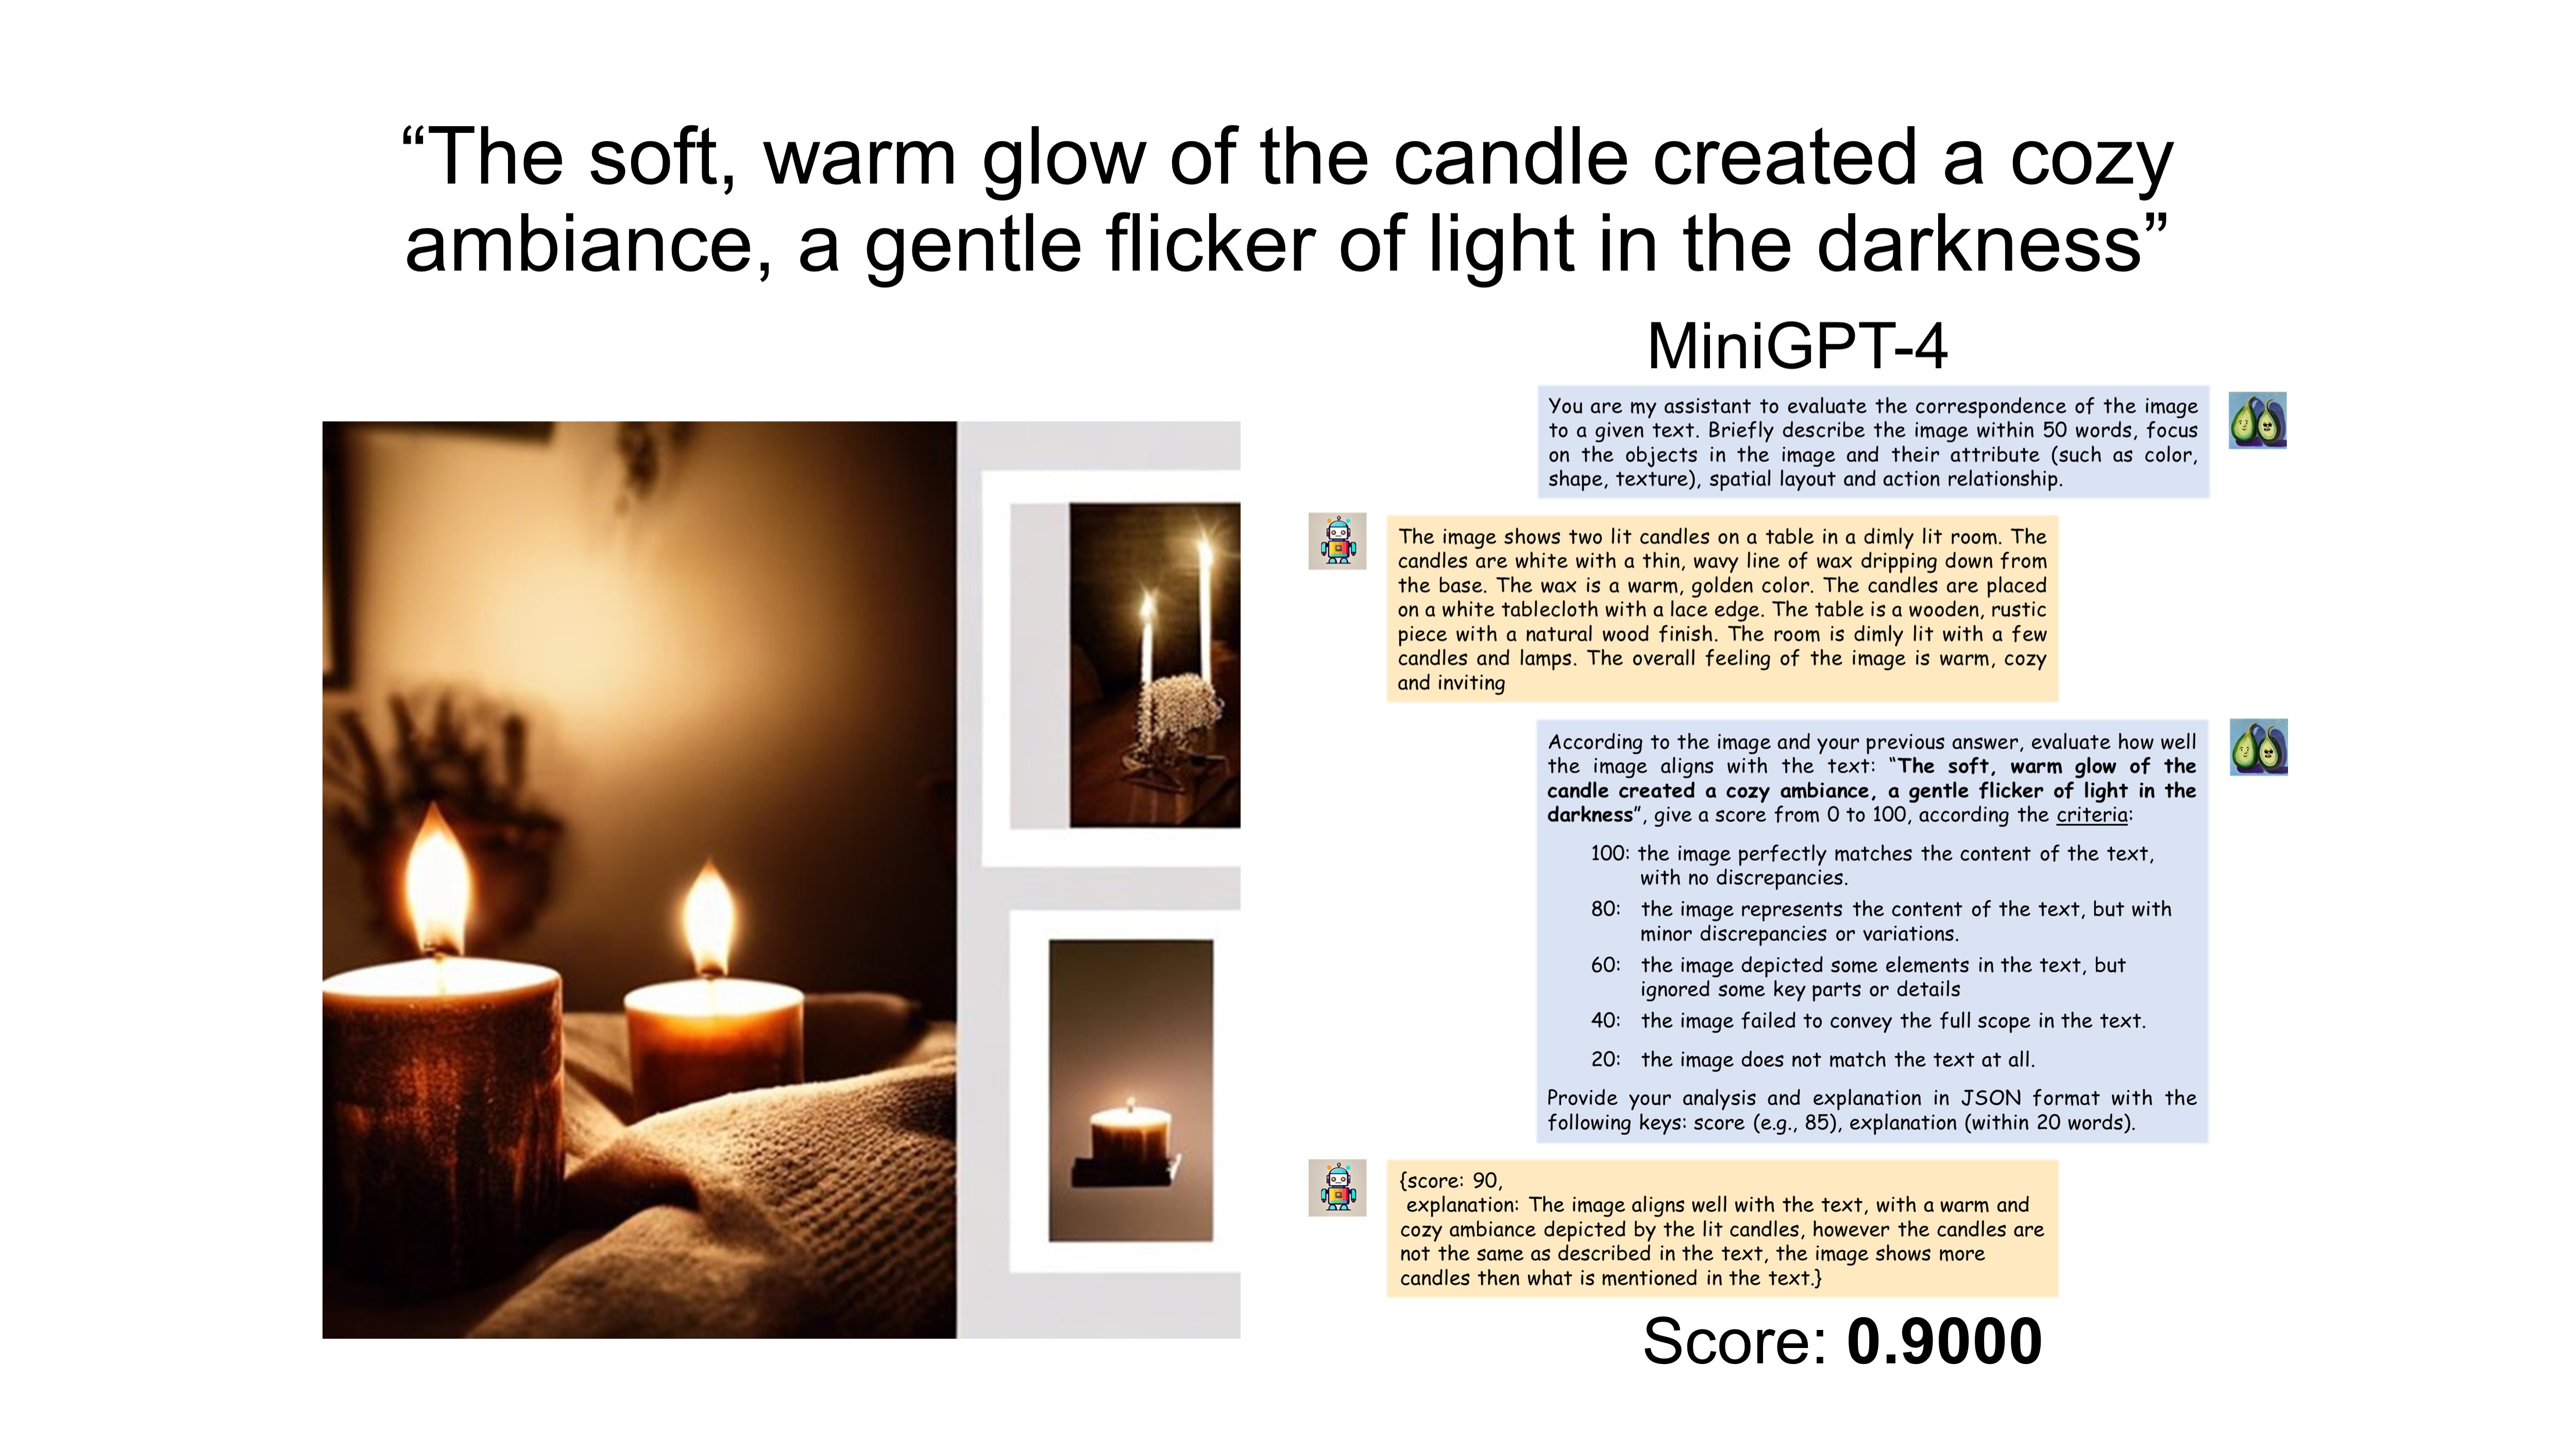 “The soft, warm glow of the candle created a cozy
ambiance, a gentle flicker of light in the darkness”
MiniGPT-4
You are my assistant to evaluate the correspondence of the image
to a given text. Briefly describe the image within 50 words, focus
on the objects in the image and their attribute (such as color,
shape, texture), spatial layout and action relationship.
The image shows two lit candles on a table in a dimly lit room. The
candles are white with a thin, wavy line of wax dripping down from
the base. The wax is a warm, golden color. The candles are placed
on a white tablecloth with a lace edge. The table is a wooden, rustic
piece with a natural wood finish. The room is dimly lit with a few
candles and lamps. The overall feeling of the image is warm, cozy
and inviting
According to the image and your previous answer, evaluate how well
the image aligns with the text: “The soft, warm glow of the
candle created a cozy ambiance, a gentle flicker of light in the
darkness”, give a score from 0 to 100, according the criteria:
100: the image perfectly matches the content of the text,
with no discrepancies.
80: the image represents the content of the text, but with
minor discrepancies or variations.
60: the image depicted some elements in the text, but
ignored some key parts or details
40: the image failed to convey the full scope in the text.
20: the image does not match the text at all.
Provide your analysis and explanation in JSON format with the
following keys: score (e.g., 85), explanation (within 20 words).
{score: 90,
explanation: The image aligns well with the text, with a warm and
cozy ambiance depicted by the lit candles, however the candles are
not the same as described in the text, the image shows more
candles then what is mentioned in the text.}
Score: 0.9000